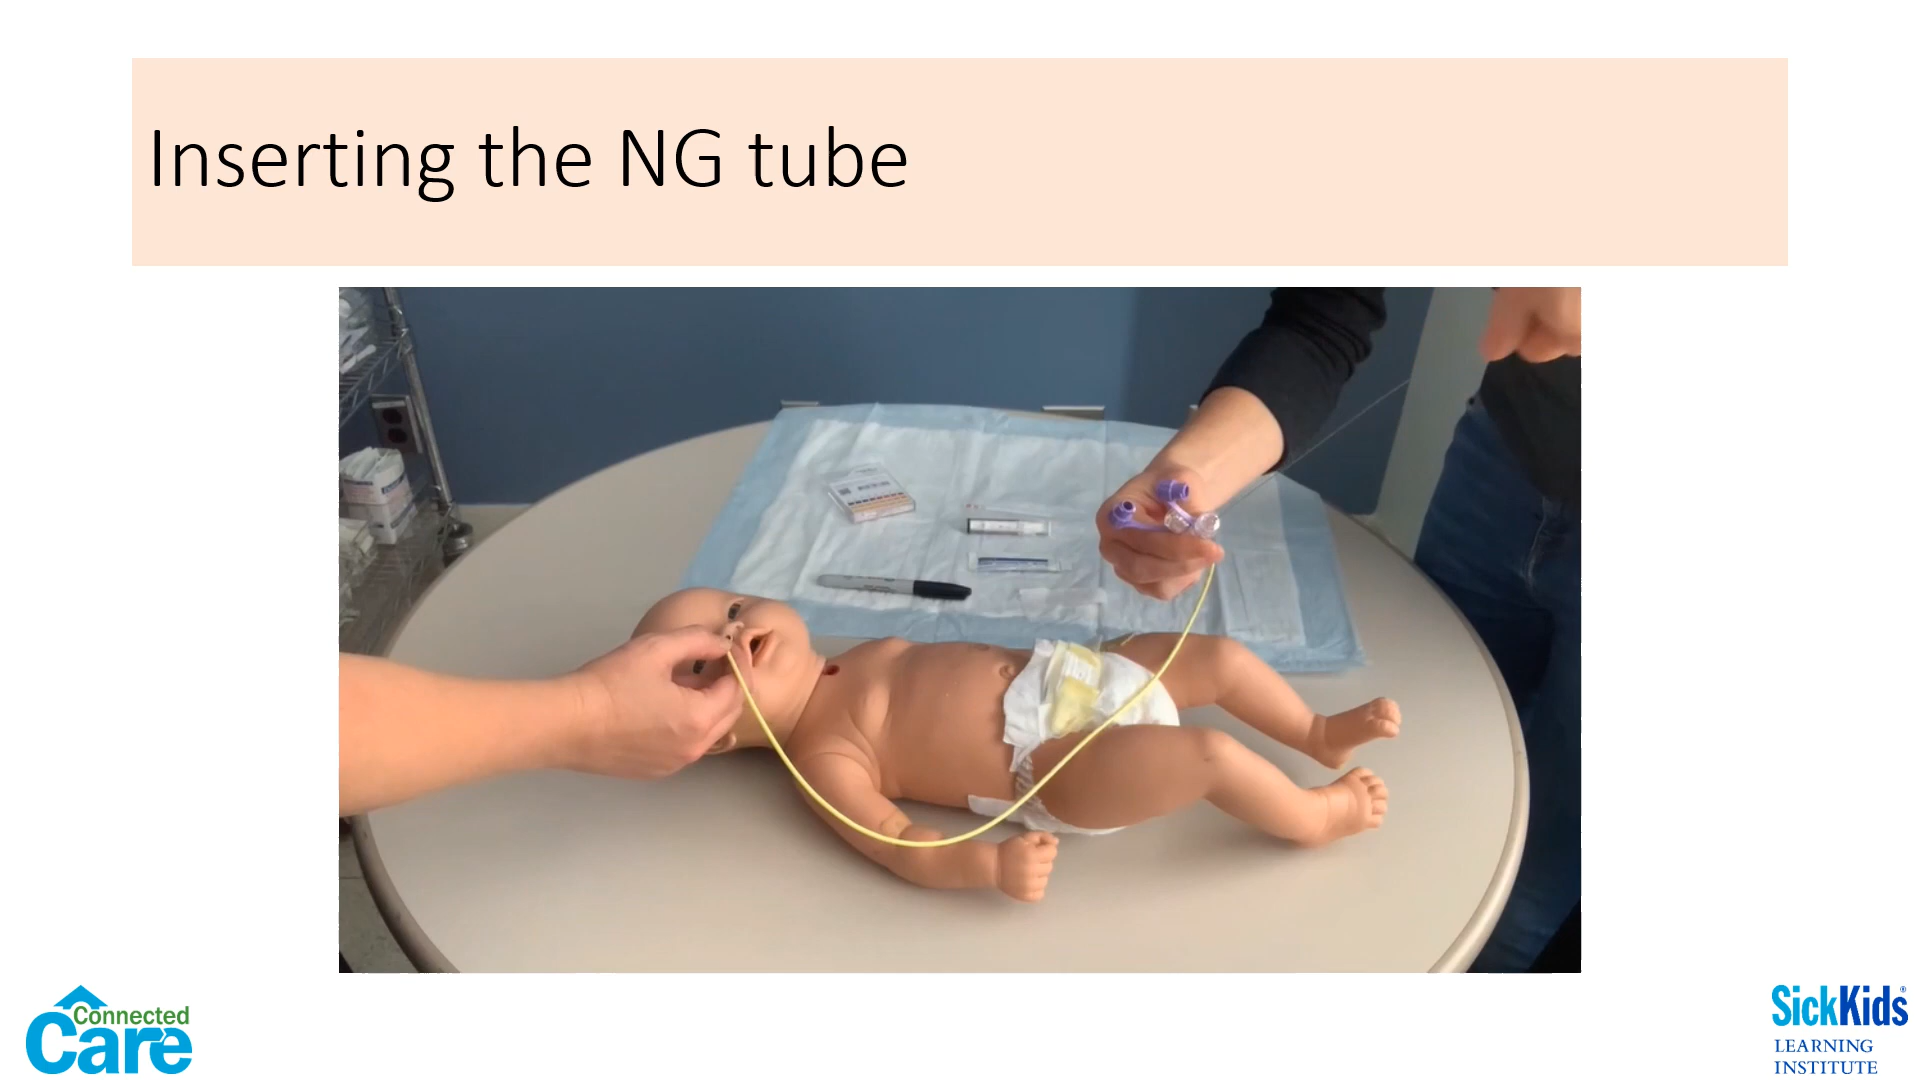 Inserting the NG tube
Connected
Care
SickKids®
LEARNING
INSTITUTE